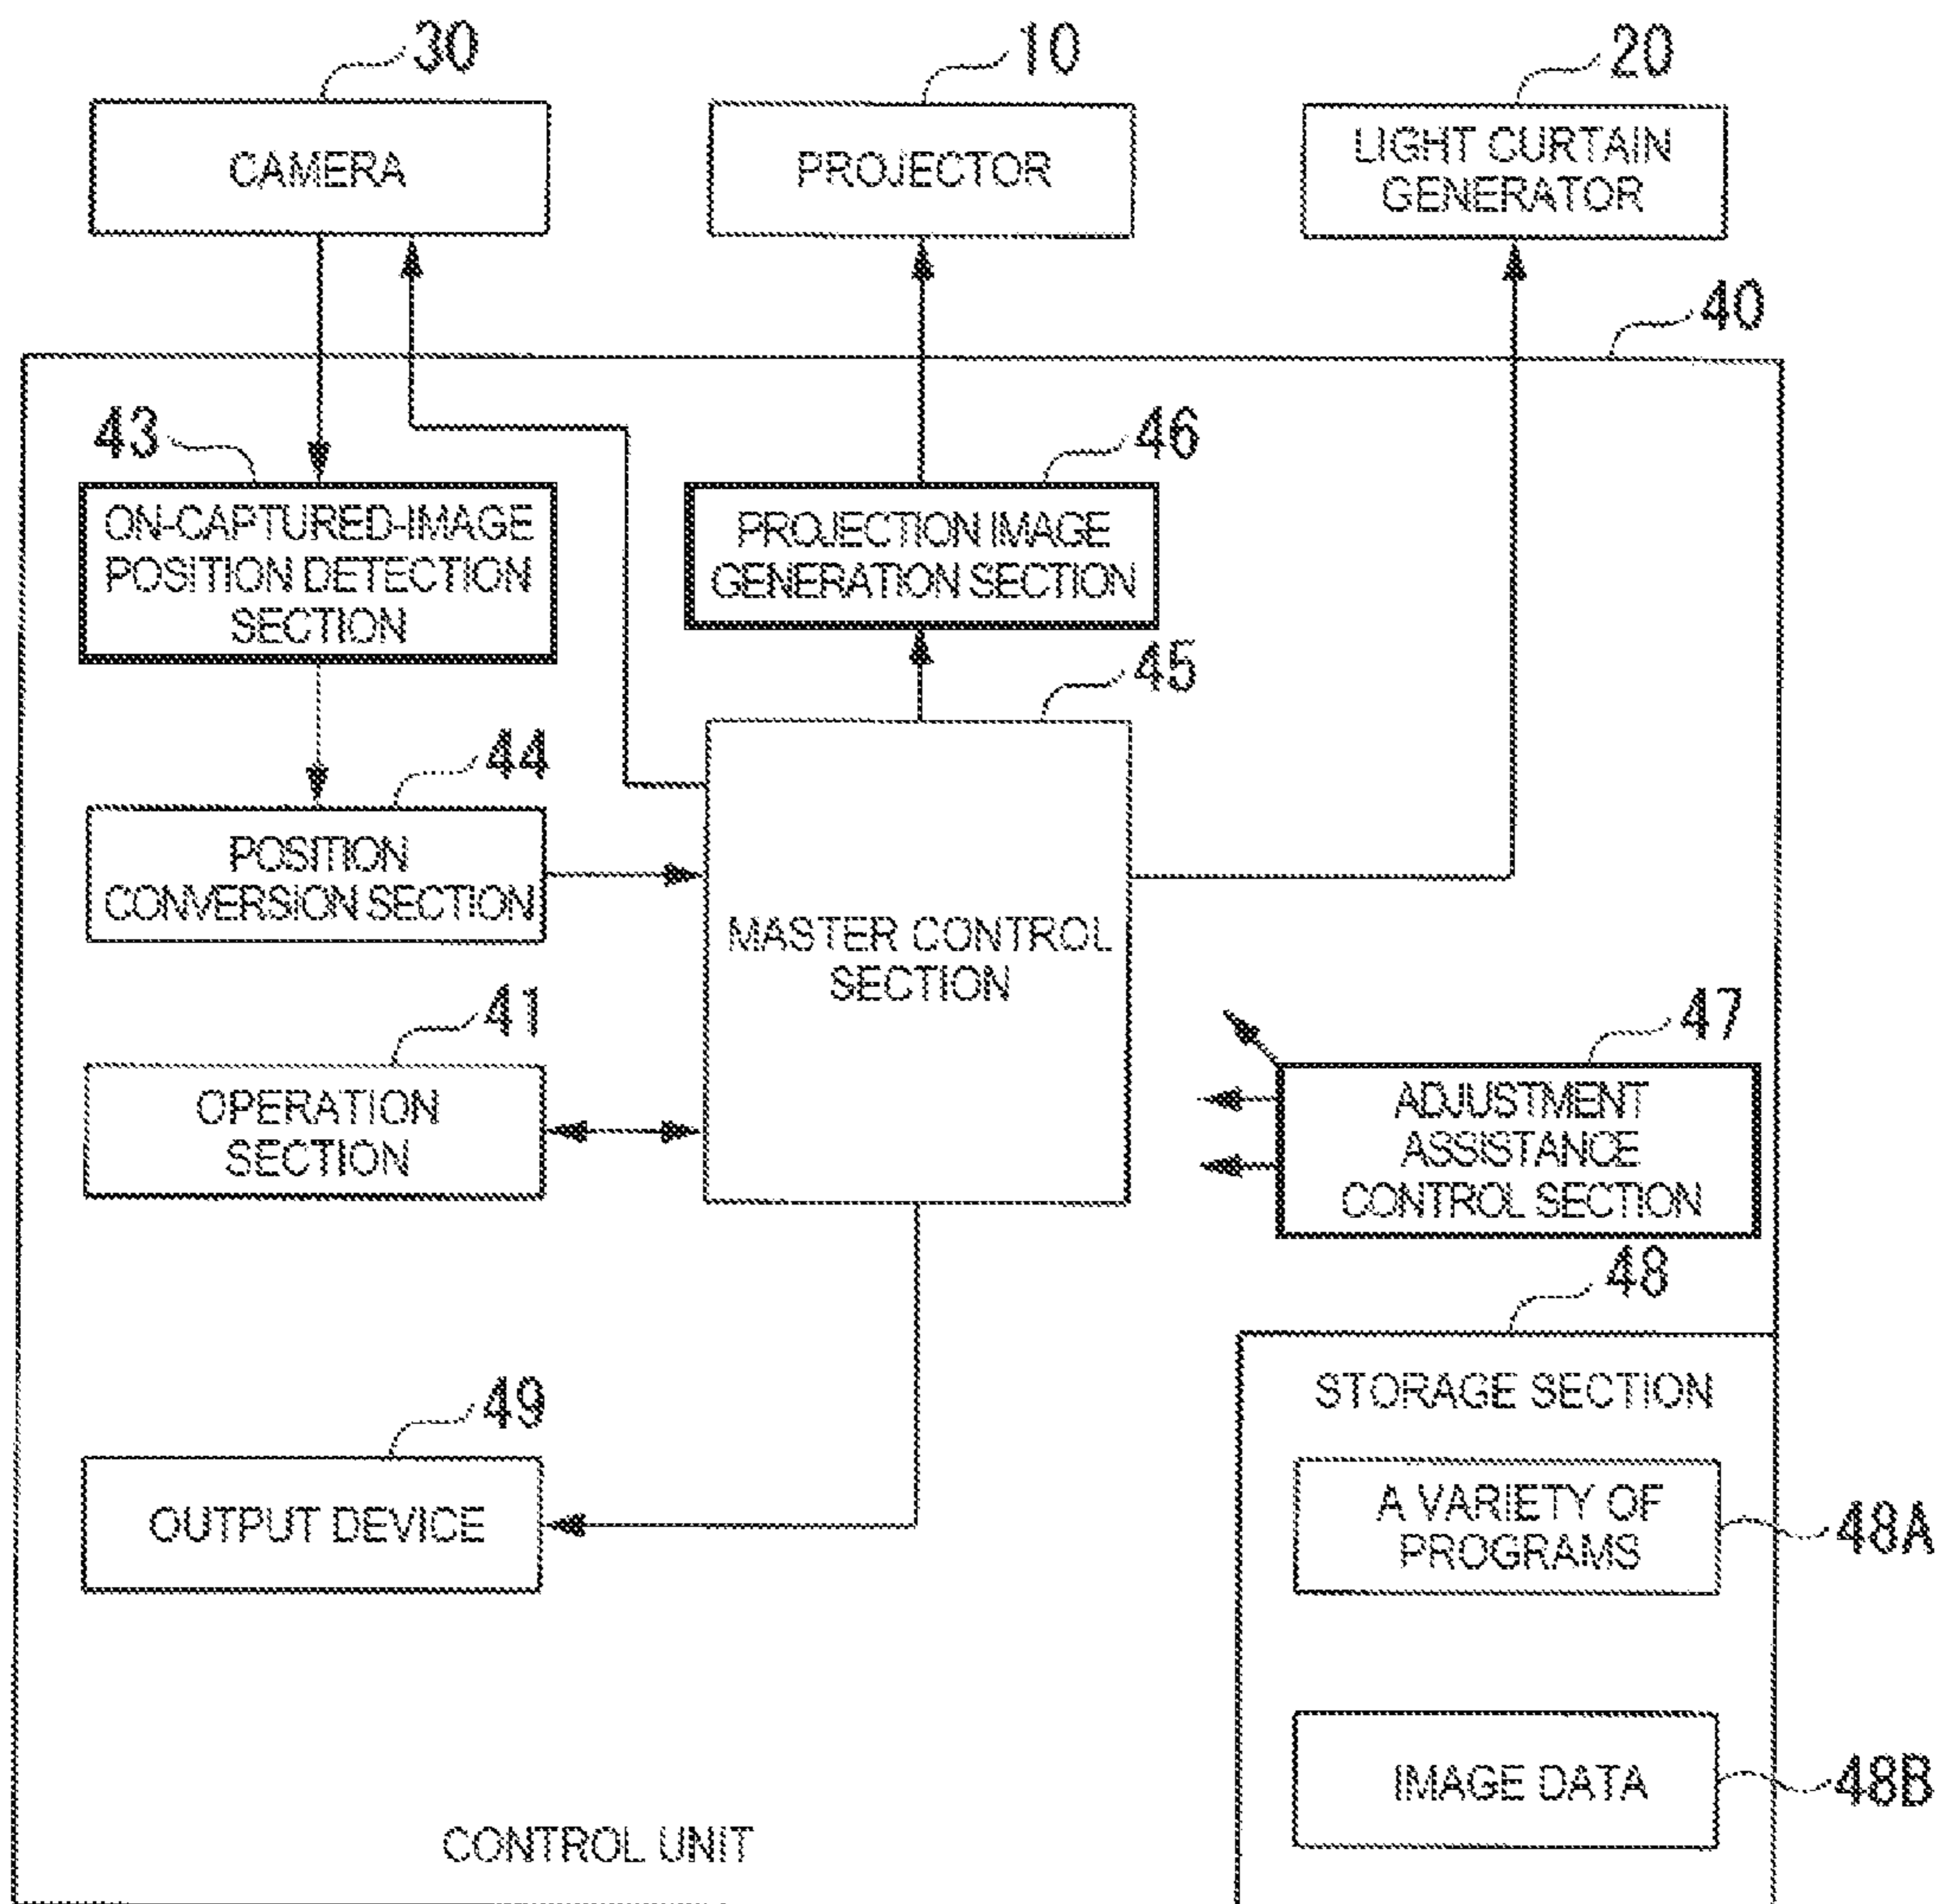 30
10
20
CAMERA
PROJECTOR
LIGHT CURTAIN
GENERATOR
40
43
46
ON-CAPTURED-IMAGE
POSITION DETECTION
SECTION
PROJECTION IMAGE
GENERATION SECTION
45
44
POSITION
CONVERSION SECTION
MASTER CONTROL
SECTION
41
47
OPERATION
SECTION
ADJUSTMENT
ASSISTANCE
CONTROL SECTION
48
STORAGE SECTION
49
OUTPUT DEVICE
A VARIETY OF
PROGRAMS
48A
IMAGE DATA
48B
CONTROL UNIT